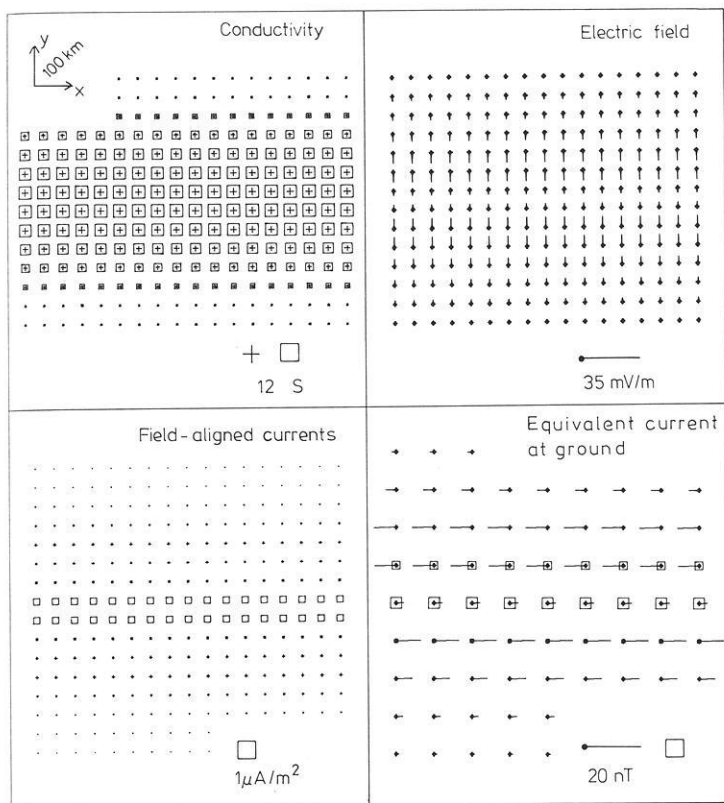 Conductivity
y
100 km
x
12 S
Electric field
35 mV/m
Field-aligned currents
1μA/m²
Equivalent current
at ground
20 nT